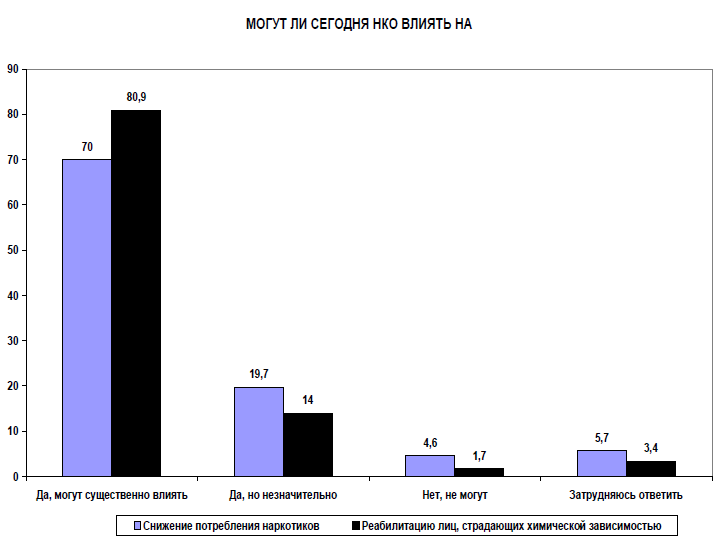 МОГУТ ЛИ СЕГОДНЯ НКО ВЛИЯТЬ НА
90
80
70
60
50
40
30
20
10
0
70
80,9
19,7
14
4,6
1,7
5,7
3,4
Да, могут существенно влиять
Да, но незначительно
Нет, не могут
Затрудняюсь ответить
Снижение потребления наркотиков
Реабилитацию лиц, страдающих химической зависимостью